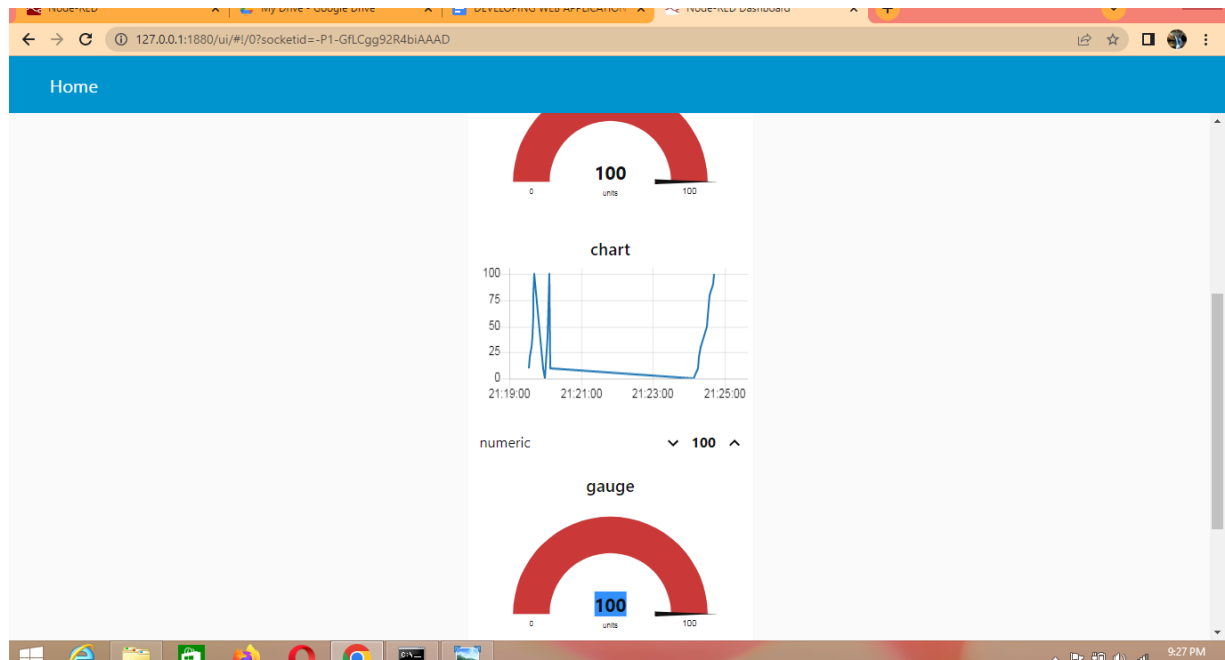 Node-RED
My Drive - Google Drive
DEVELOPING WEB APPLICATION
Node-RED Dashboard
127.0.0.1:1880/ui/#!/0?socketid=-P1-GfLCgg92R4biAAAD
Home
100
0 units 100
chart
100
75
50
25
0
21:19:00 21:21:00 21:23:00 21:25:00
numeric 100
gauge
100
0 units 100
9:27 PM